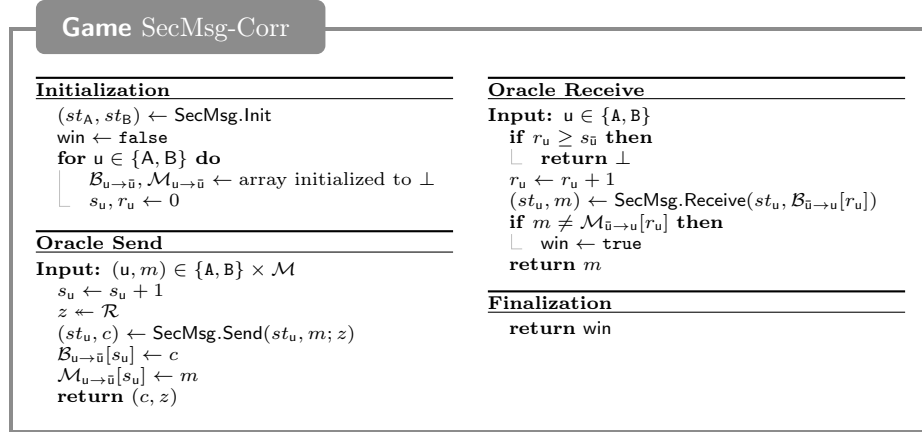 Game SecMsg-Corr
Initialization
(st_A, st_B) ← SecMsg.Init
win ← false
for u ∈ {A, B} do
𝓑_{u→ū}, 𝓜_{u→ū} ← array initialized to ⊥
s_u, r_u ← 0
Oracle Send
Input: (u, m) ∈ {A, B} × 𝓜
s_u ← s_u + 1
z ↞ 𝓡
(st_u, c) ← SecMsg.Send(st_u, m; z)
𝓑_{u→ū}[s_u] ← c
𝓜_{u→ū}[s_u] ← m
return (c, z)
Oracle Receive
Input: u ∈ {A, B}
if r_u ≥ s_ū then
return ⊥
r_u ← r_u + 1
(st_u, m) ← SecMsg.Receive(st_u, 𝓑_{ū→u}[r_u])
if m ≠ 𝓜_{ū→u}[r_u] then
win ← true
return m
Finalization
return win